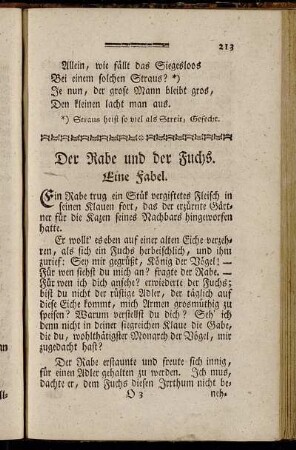 213
Allein, wie fällt das Siegesloos
Bei einem solchen Straus? *)
Je nun, der grose Mann bleibt gros,
Den kleinen lacht man aus.
*) Straus heist so viel als Streit, Gefecht.
Der Rabe und der Fuchs.
Eine Fabel.
Ein Rabe trug ein Stük vergiftetes Fleisch in
seinen Klauen fort, das der erzürnte Gärt-
ner für die Kazen seines Nachbars hingeworfen
hatte.
Er wollt' es eben auf einer alten Eiche verzeh-
ren, als sich ein Fuchs herbeischlich, und ihm
zurief: Sey mir gegrüßt, König der Vögel! —
Für wen siehst du mich an? fragte der Rabe. —
Für wen ich dich ansehe? erwiederte der Fuchs;
bist du nicht der rüstige Adler, der täglich auf
diese Eiche kommt, mich Armen grosmüthig zu
speisen? Warum verstellst du dich? Seh' ich
denn nicht in deiner siegreichen Klaue die Gabe,
die du, wohlthätigster Monarch der Vögel, mir
zugedacht hast?
Der Rabe erstaunte und freute sich innig,
für einen Adler gehalten zu werden. Ich mus,
dachte er, dem Fuchs diesen Irrthum nicht be-
O 3
neh-